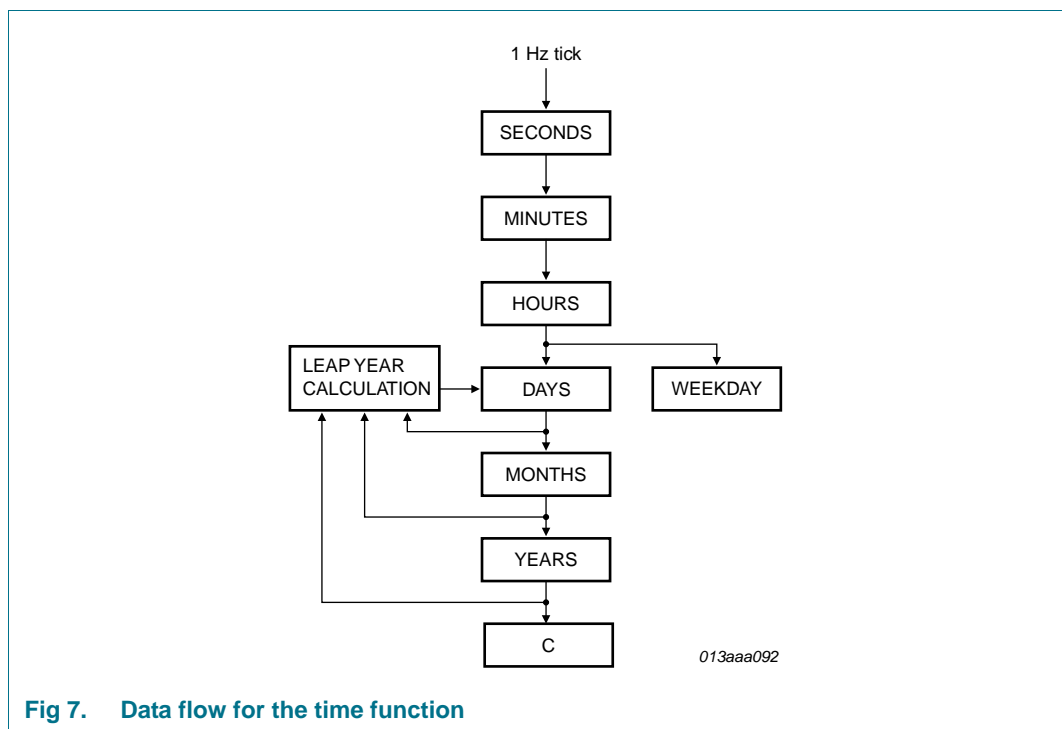 1 Hz tick
SECONDS
MINUTES
HOURS
LEAP YEAR
CALCULATION
DAYS
WEEKDAY
MONTHS
YEARS
C
013aaa092
Fig 7. Data flow for the time function